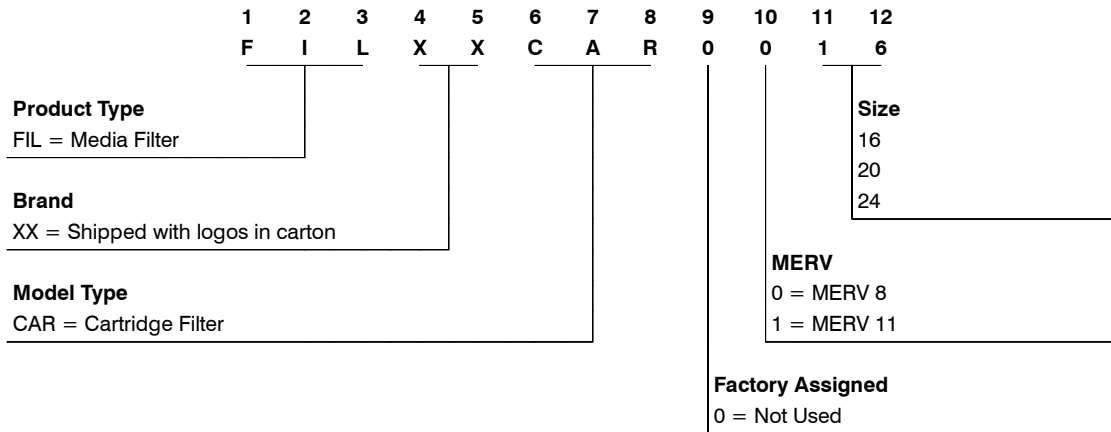 1 2 3 4 5 6 7 8 9 10 11 12
F I L X X C A R 0 0 1 6
Product Type
FIL = Media Filter
Brand
XX = Shipped with logos in carton
Model Type
CAR = Cartridge Filter
Size
16
20
24
MERV
0 = MERV 8
1 = MERV 11
Factory Assigned
0 = Not Used